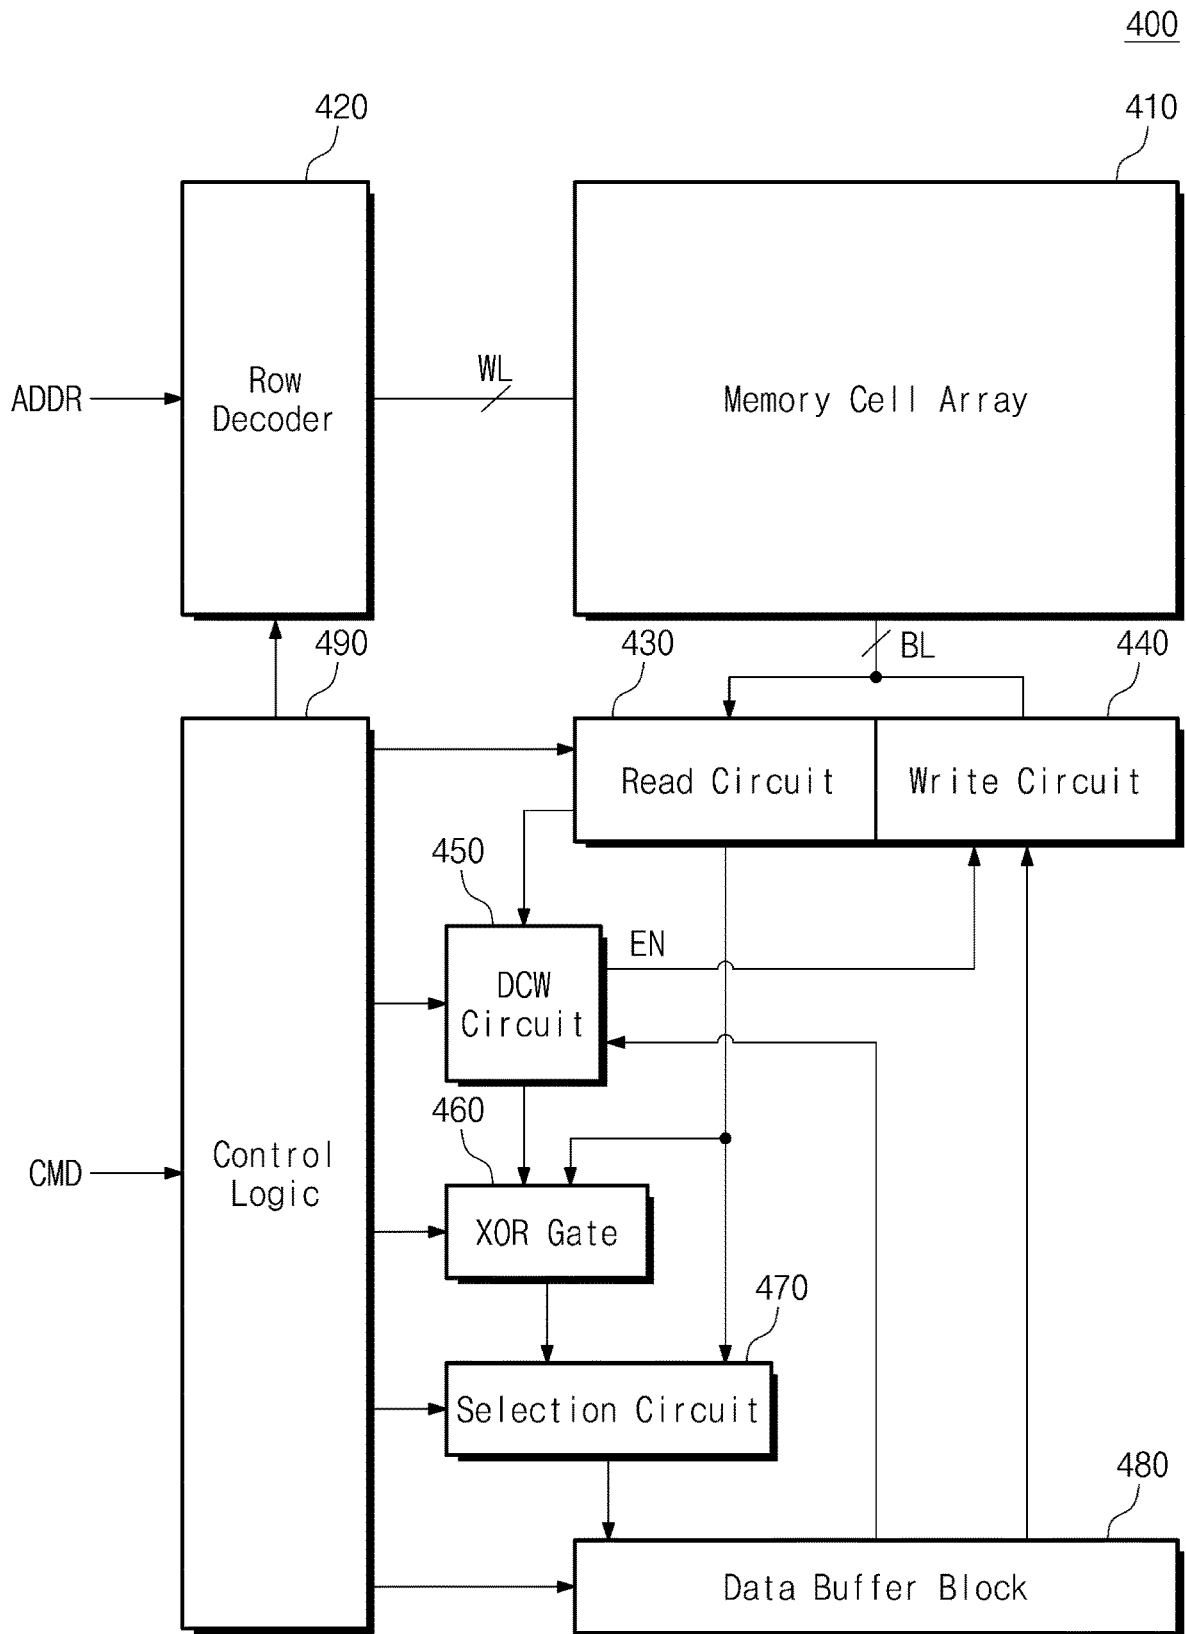 400
420
410
Row
Decoder
ADDR
WL
Memory Cell Array
490
430
BL
440
Read Circuit
Write Circuit
450
EN
DCW
Circuit
460
Control
Logic
CMD
XOR Gate
470
Selection Circuit
480
Data Buffer Block